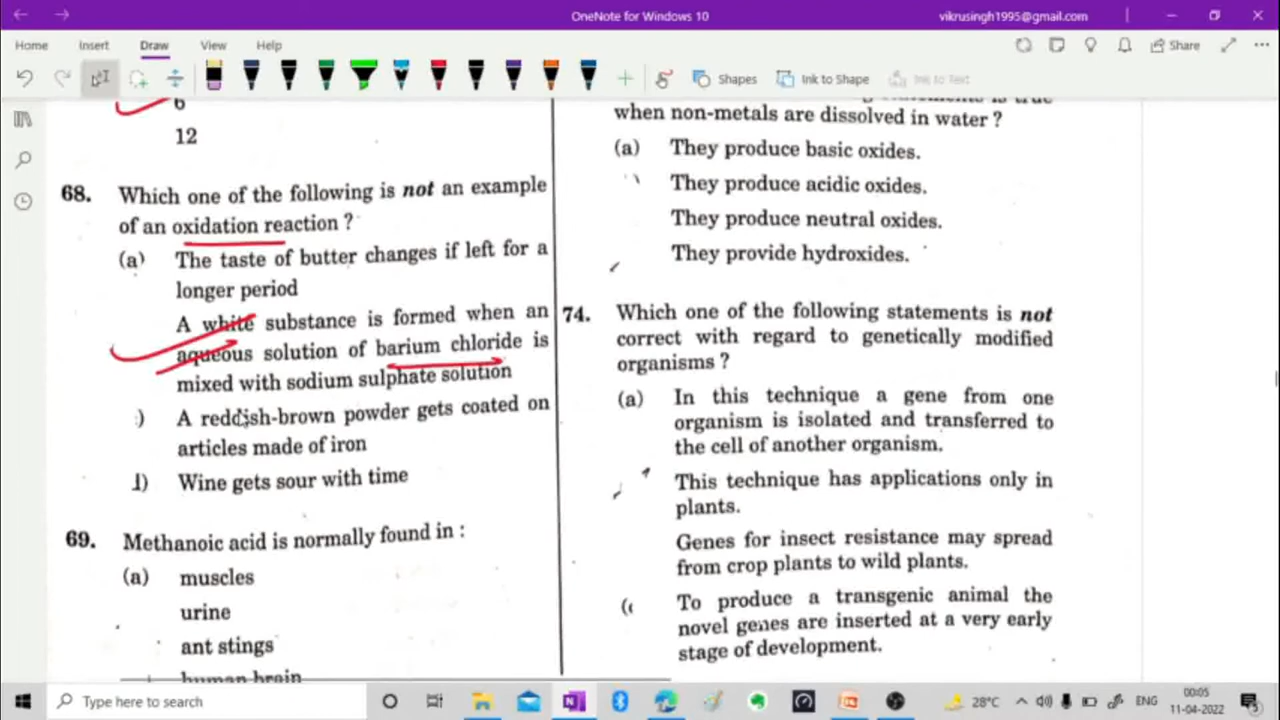 OneNote for Windows 10
vikrusingh1995@gmail.com
Home
Insert
Draw
View
Help
Share
Shapes
Ink to Shape
Ink to Text
6
12
68. Which one of the following is not an example
of an oxidation reaction ?
(a) The taste of butter changes if left for a
longer period
A white substance is formed when an
aqueous solution of barium chloride is
mixed with sodium sulphate solution
) A reddish-brown powder gets coated on
articles made of iron
d) Wine gets sour with time
69. Methanoic acid is normally found in :
(a) muscles
urine
ant stings
human brain
is true
when non-metals are dissolved in water ?
(a) They produce basic oxides.
They produce acidic oxides.
They produce neutral oxides.
They provide hydroxides.
74. Which one of the following statements is not
correct with regard to genetically modified
organisms ?
(a) In this technique a gene from one
organism is isolated and transferred to
the cell of another organism.
This technique has applications only in
plants.
Genes for insect resistance may spread
from crop plants to wild plants.
( To produce a transgenic animal the
novel genes are inserted at a very early
stage of development.
Type here to search
28°C
ENG
00:05
11-04-2022